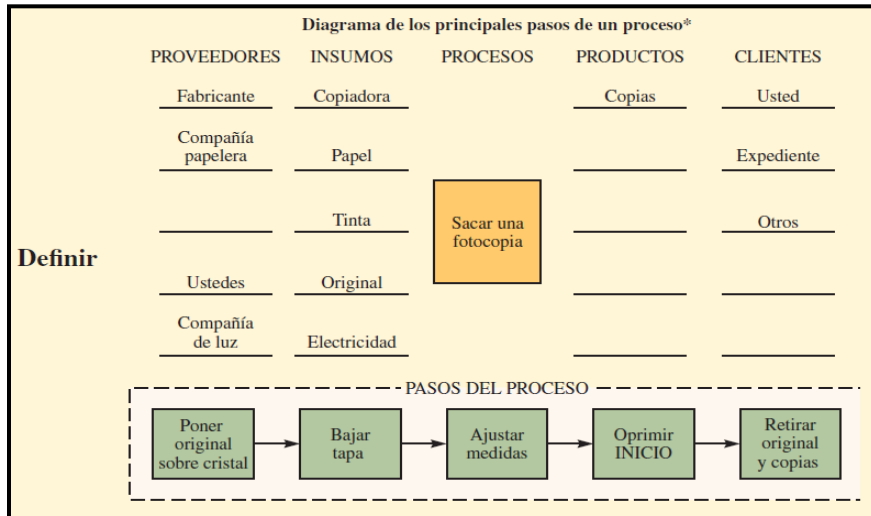 Diagrama de los principales pasos de un proceso*
PROVEEDORES INSUMOS PROCESOS PRODUCTOS CLIENTES
Fabricante Copiadora Copias Usted
Compañía
papelera Papel Expediente
Tinta Sacar una
fotocopia Otros
Definir
Ustedes Original
Compañía
de luz Electricidad
PASOS DEL PROCESO
Poner
original
sobre cristal
Bajar
tapa
Ajustar
medidas
Oprimir
INICIO
Retirar
original
y copias